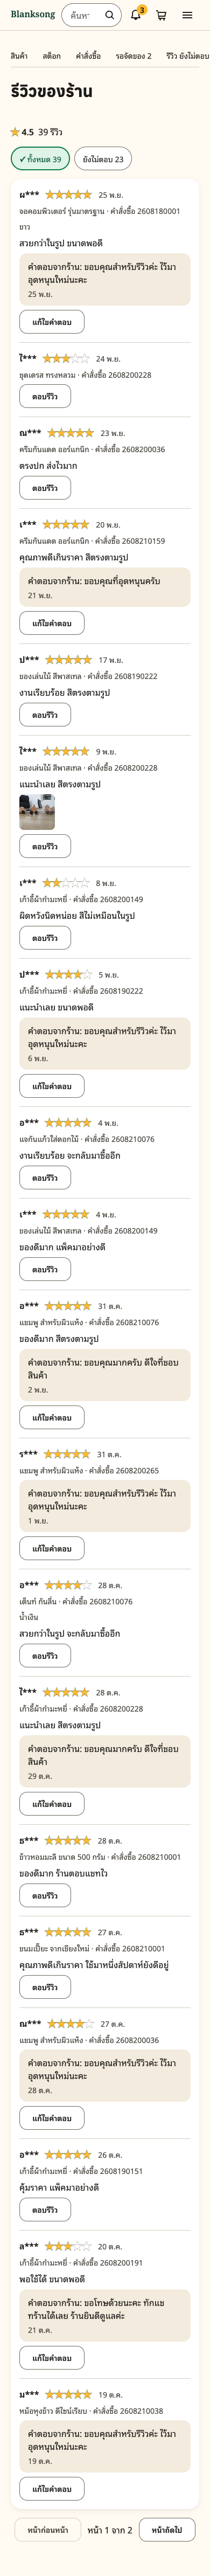 Blanksong
ค้นหา
3
สินค้า สต็อก คำสั่งซื้อ รอจัดของ 2 รีวิว ยังไม่ตอบ
รีวิวของร้าน
4.5 39 รีวิว
✓ ทั้งหมด 39 ยังไม่ตอบ 23
ผ*** 25 พ.ย.
จอคอมพิวเตอร์ รุ่นมาตรฐาน · คำสั่งซื้อ 2608180001
ขาว
สวยกว่าในรูป ขนาดพอดี
คำตอบจากร้าน: ขอบคุณสำหรับรีวิวค่ะ ไว้มา
อุดหนุนใหม่นะคะ
25 พ.ย.
แก้ไขคำตอบ
ไ*** 24 พ.ย.
ชุดเดรส ทรงหลวม · คำสั่งซื้อ 2608200228
ตอบรีวิว
ณ*** 23 พ.ย.
ครีมกันแดด ออร์แกนิก · คำสั่งซื้อ 2608200036
ตรงปก ส่งไวมาก
ตอบรีวิว
เ*** 20 พ.ย.
ครีมกันแดด ออร์แกนิก · คำสั่งซื้อ 2608210159
คุณภาพดีเกินราคา สีตรงตามรูป
คำตอบจากร้าน: ขอบคุณที่อุดหนุนครับ
21 พ.ย.
แก้ไขคำตอบ
ป*** 17 พ.ย.
ของเล่นไม้ สีพาสเทล · คำสั่งซื้อ 2608190222
งานเรียบร้อย สีตรงตามรูป
ตอบรีวิว
ไ*** 9 พ.ย.
ของเล่นไม้ สีพาสเทล · คำสั่งซื้อ 2608200228
แนะนำเลย สีตรงตามรูป
ตอบรีวิว
เ*** 8 พ.ย.
เก้าอี้ผ้ากำมะหยี่ · คำสั่งซื้อ 2608200149
ผิดหวังนิดหน่อย สีไม่เหมือนในรูป
ตอบรีวิว
ป*** 5 พ.ย.
เก้าอี้ผ้ากำมะหยี่ · คำสั่งซื้อ 2608190222
แนะนำเลย ขนาดพอดี
คำตอบจากร้าน: ขอบคุณสำหรับรีวิวค่ะ ไว้มา
อุดหนุนใหม่นะคะ
6 พ.ย.
แก้ไขคำตอบ
อ*** 4 พ.ย.
แจกันแก้วใส่ดอกไม้ · คำสั่งซื้อ 2608210076
งานเรียบร้อย จะกลับมาซื้ออีก
ตอบรีวิว
เ*** 4 พ.ย.
ของเล่นไม้ สีพาสเทล · คำสั่งซื้อ 2608200149
ของดีมาก แพ็คมาอย่างดี
ตอบรีวิว
อ*** 31 ต.ค.
แชมพู สำหรับผิวแห้ง · คำสั่งซื้อ 2608210076
ของดีมาก สีตรงตามรูป
คำตอบจากร้าน: ขอบคุณมากครับ ดีใจที่ชอบ
สินค้า
2 พ.ย.
แก้ไขคำตอบ
ร*** 31 ต.ค.
แชมพู สำหรับผิวแห้ง · คำสั่งซื้อ 2608200265
คำตอบจากร้าน: ขอบคุณสำหรับรีวิวค่ะ ไว้มา
อุดหนุนใหม่นะคะ
1 พ.ย.
แก้ไขคำตอบ
อ*** 28 ต.ค.
เต็นท์ กันลื่น · คำสั่งซื้อ 2608210076
น้ำเงิน
สวยกว่าในรูป จะกลับมาซื้ออีก
ตอบรีวิว
ไ*** 28 ต.ค.
เก้าอี้ผ้ากำมะหยี่ · คำสั่งซื้อ 2608200228
แนะนำเลย สีตรงตามรูป
คำตอบจากร้าน: ขอบคุณมากครับ ดีใจที่ชอบ
สินค้า
29 ต.ค.
แก้ไขคำตอบ
ธ*** 28 ต.ค.
ข้าวหอมมะลิ ขนาด 500 กรัม · คำสั่งซื้อ 2608210001
ของดีมาก ร้านตอบแชทไว
ตอบรีวิว
ธ*** 27 ต.ค.
ขนมเปี๊ยะ จากเชียงใหม่ · คำสั่งซื้อ 2608210001
คุณภาพดีเกินราคา ใช้มาหนึ่งสัปดาห์ยังดีอยู่
ตอบรีวิว
ณ*** 27 ต.ค.
แชมพู สำหรับผิวแห้ง · คำสั่งซื้อ 2608200036
คำตอบจากร้าน: ขอบคุณสำหรับรีวิวค่ะ ไว้มา
อุดหนุนใหม่นะคะ
28 ต.ค.
แก้ไขคำตอบ
อ*** 26 ต.ค.
เก้าอี้ผ้ากำมะหยี่ · คำสั่งซื้อ 2608190151
คุ้มราคา แพ็คมาอย่างดี
ตอบรีวิว
ล*** 20 ต.ค.
เก้าอี้ผ้ากำมะหยี่ · คำสั่งซื้อ 2608200191
พอใช้ได้ ขนาดพอดี
คำตอบจากร้าน: ขอโทษด้วยนะคะ ทักแช
ทร้านได้เลย ร้านยินดีดูแลค่ะ
21 ต.ค.
แก้ไขคำตอบ
ม*** 19 ต.ค.
หม้อหุงข้าว ดีไซน์เรียบ · คำสั่งซื้อ 2608210038
คำตอบจากร้าน: ขอบคุณสำหรับรีวิวค่ะ ไว้มา
อุดหนุนใหม่นะคะ
19 ต.ค.
แก้ไขคำตอบ
หน้าก่อนหน้า หน้า 1 จาก 2 หน้าถัดไป